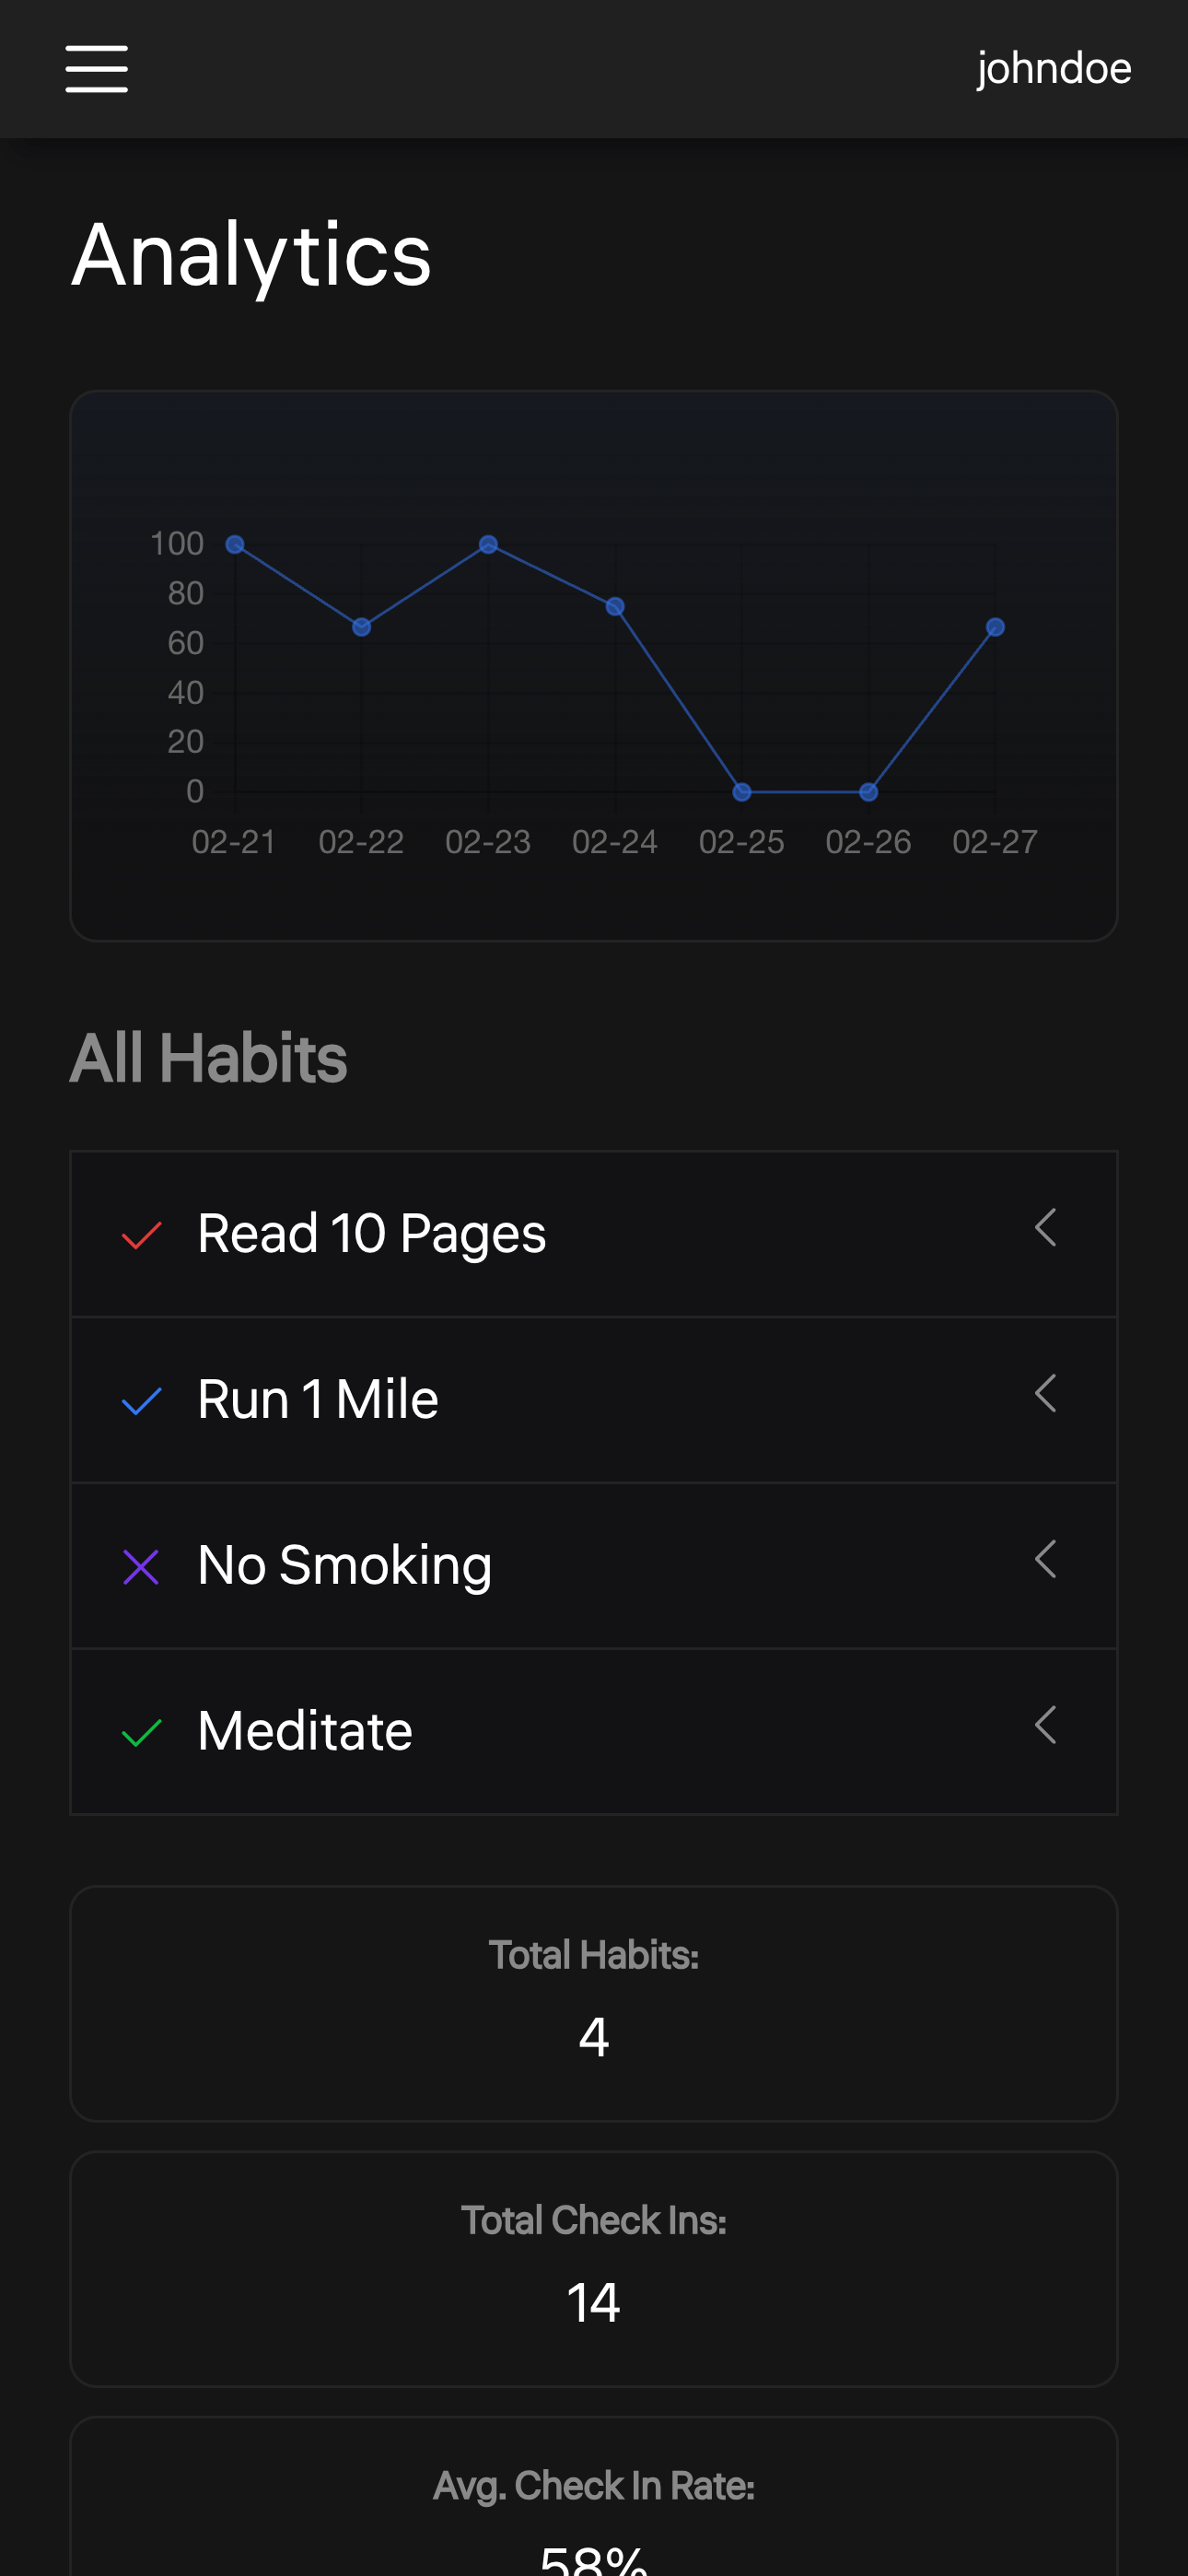 johndoe
Analytics
100
80
60
40
20
0
02-21 02-22 02-23 02-24 02-25 02-26 02-27
All Habits
Read 10 Pages
Run 1 Mile
No Smoking
Meditate
Total Habits:
4
Total Check Ins:
14
Avg. Check In Rate:
58%